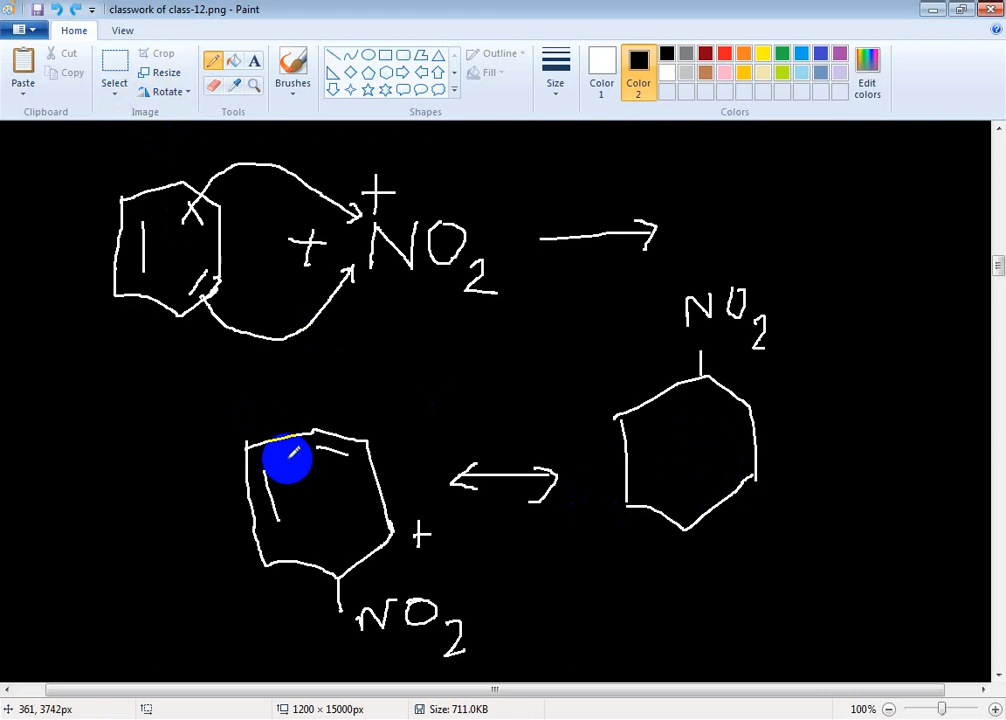 classwork of class-12.png - Paint
Home View
Paste
Cut
Copy
Clipboard
Select
Crop
Resize
Rotate
Image
A
Tools
Brushes
Outline
Fill
Shapes
Size
Color 1
Color 2
Edit colors
Colors
+
+ NO2
NO2
+
NO2
361, 3742px
1200 × 15000px
Size: 711.0KB
100%